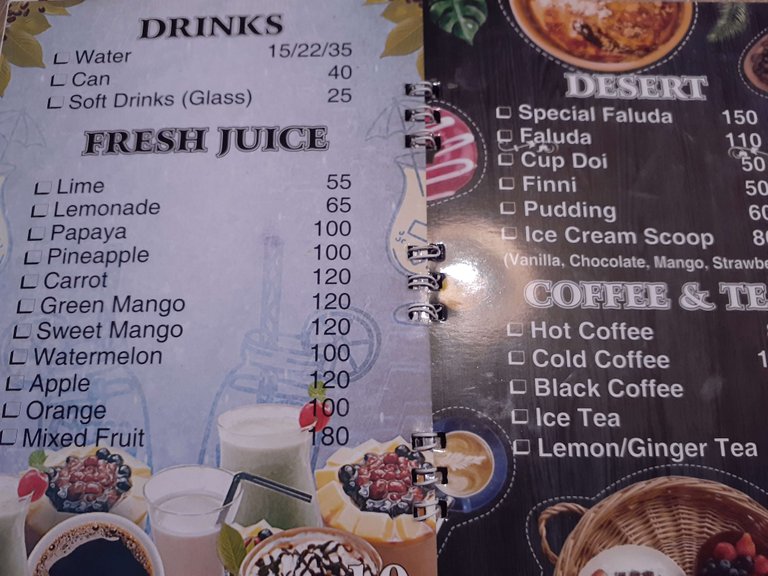 DRINKS
Water 15/22/35
Can 40
Soft Drinks (Glass) 25
FRESH JUICE
Lime 55
Lemonade 65
Papaya 100
Pineapple 100
Carrot 120
Green Mango 120
Sweet Mango 120
Watermelon 100
Apple 120
Orange 100
Mixed Fruit 180
DESERT
Special Faluda 150
Faluda 110
Cup Doi 50
Finni 50
Pudding 60
Ice Cream Scoop
(Vanilla, Chocolate, Mango,
COFFEE &
Hot Coffee
Cold Coffee
Black Coffee
Ice Tea
Lemon/Ginger Tea